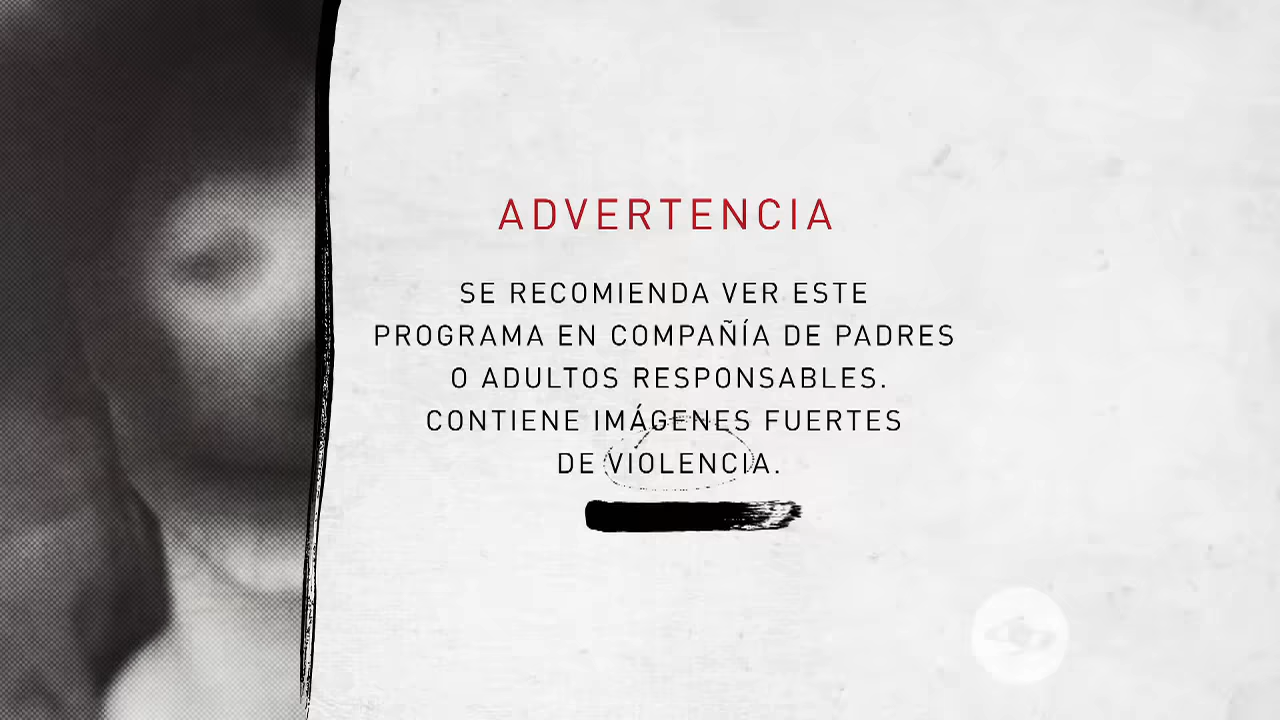 ADVERTENCIA
SE RECOMIENDA VER ESTE
PROGRAMA EN COMPAÑÍA DE PADRES
O ADULTOS RESPONSABLES.
CONTIENE IMÁGENES FUERTES
DE VIOLENCIA.